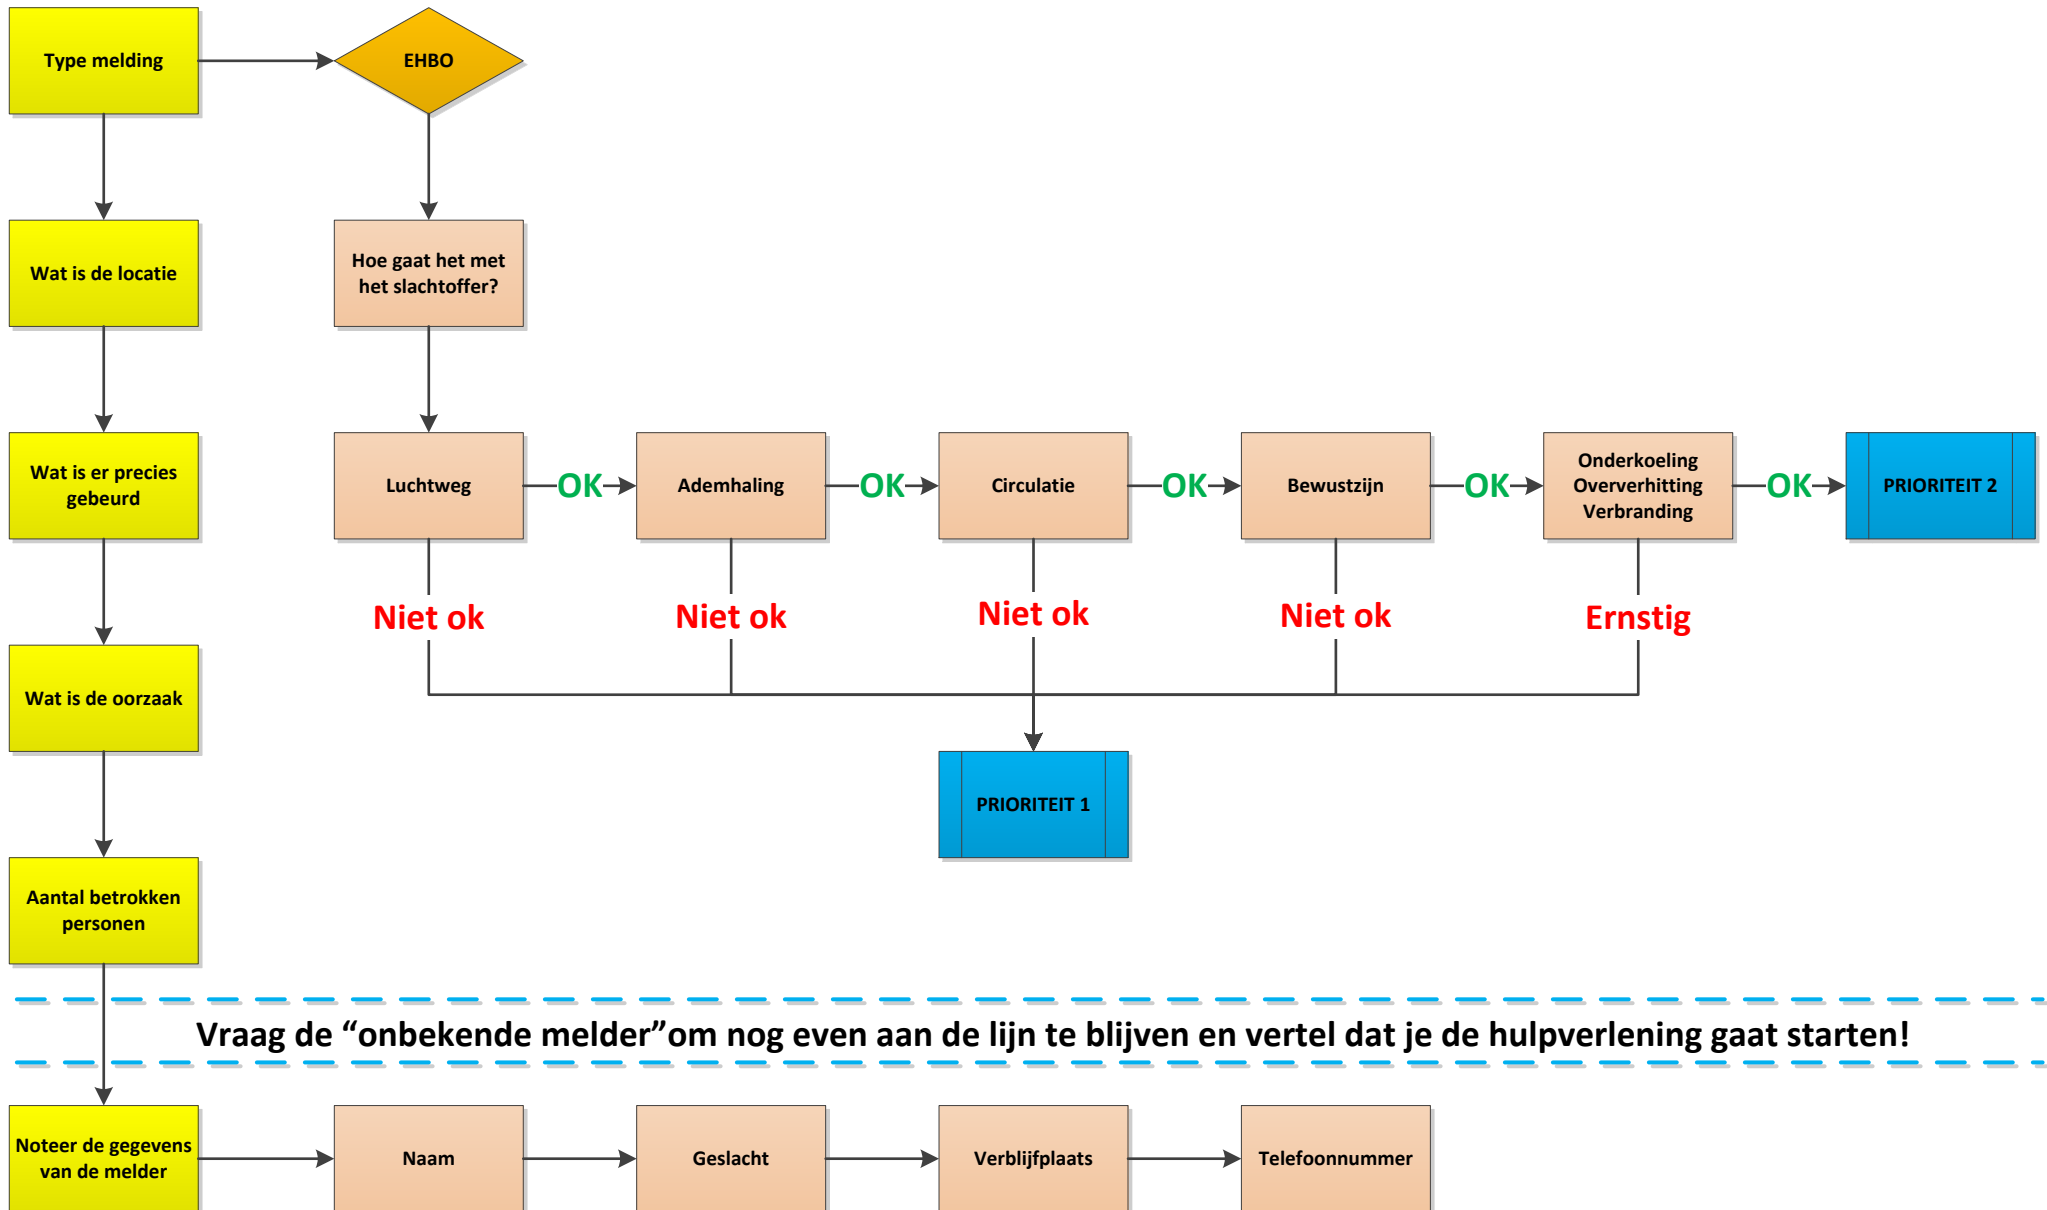 Type melding
EHBO
Wat is de locatie
Hoe gaat het met
het slachtoffer?
Wat is er precies
gebeurd
Luchtweg
OK
Ademhaling
OK
Circulatie
OK
Bewustzijn
OK
Onderkoeling
Oververhitting
Verbranding
OK
PRIORITEIT 2
Niet ok
Niet ok
Niet ok
Niet ok
Ernstig
Wat is de oorzaak
PRIORITEIT 1
Aantal betrokken
personen
Vraag de “onbekende melder”om nog even aan de lijn te blijven en vertel dat je de hulpverlening gaat starten!
Noteer de gegevens
van de melder
Naam
Geslacht
Verblijfplaats
Telefoonnummer